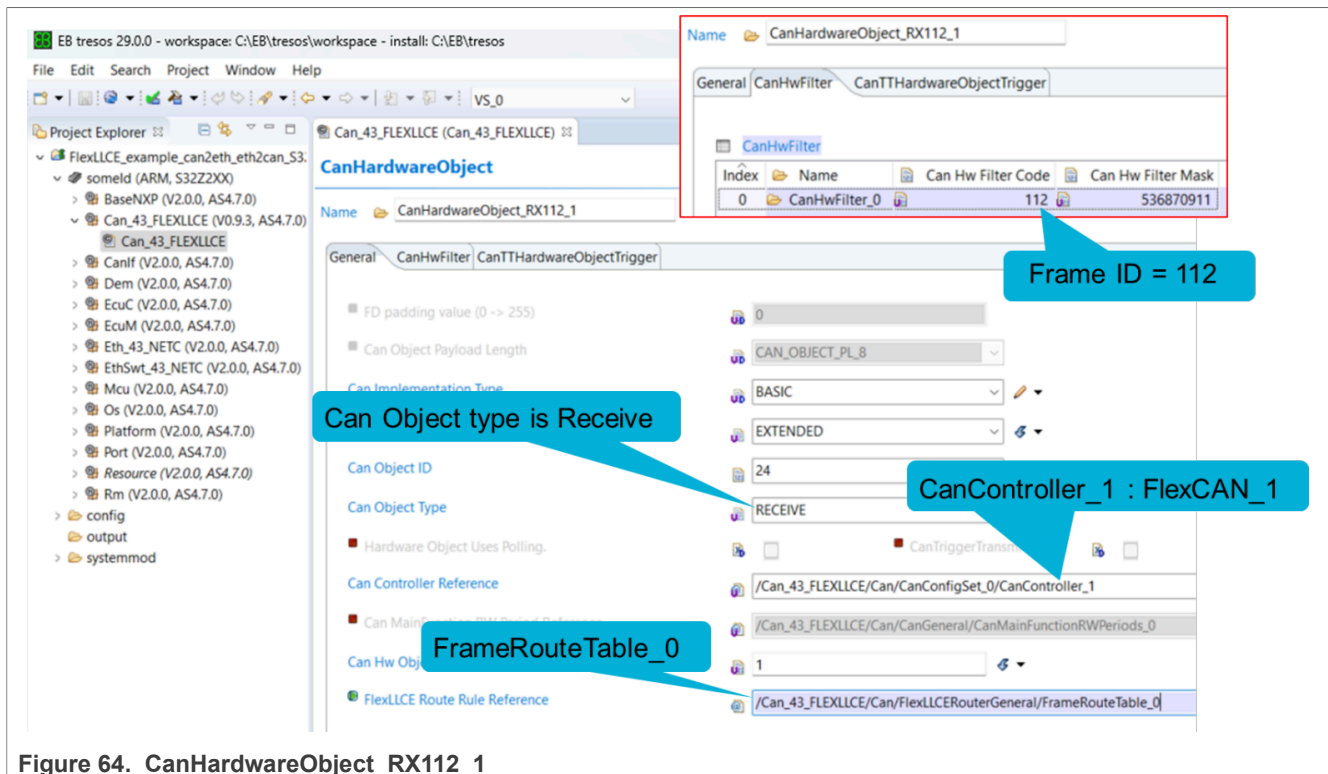 EB tresos 29.0.0 - workspace: C:\EB\tresos\workspace - install: C:\EB\tresos
File Edit Search Project Window Help
VS_0
Project Explorer
FlexLLCE_example_can2eth_eth2can_S3.
someId (ARM, S32Z2XX)
BaseNXP (V2.0.0, AS4.7.0)
Can_43_FLEXLLCE (V0.9.3, AS4.7.0)
Can_43_FLEXLLCE
CanIf (V2.0.0, AS4.7.0)
Dem (V2.0.0, AS4.7.0)
EcuC (V2.0.0, AS4.7.0)
EcuM (V2.0.0, AS4.7.0)
Eth_43_NETC (V2.0.0, AS4.7.0)
EthSwt_43_NETC (V2.0.0, AS4.7.0)
Mcu (V2.0.0, AS4.7.0)
Os (V2.0.0, AS4.7.0)
Platform (V2.0.0, AS4.7.0)
Port (V2.0.0, AS4.7.0)
Resource (V2.0.0, AS4.7.0)
Rm (V2.0.0, AS4.7.0)
config
output
systemmod
Can_43_FLEXLLCE (Can_43_FLEXLLCE)
CanHardwareObject
Name CanHardwareObject_RX112_1
General CanHwFilter CanTTHardwareObjectTrigger
FD padding value (0 -> 255) 0
Can Object Payload Length CAN_OBJECT_PL_8
Can Implementation Type BASIC
EXTENDED
Can Object ID 24
Can Object Type RECEIVE
Hardware Object Uses Polling. CanTriggerTransm
Can Controller Reference /Can_43_FLEXLLCE/Can/CanConfigSet_0/CanController_1
Can MainFunction RW Period Reference /Can_43_FLEXLLCE/Can/CanGeneral/CanMainFunctionRWPeriods_0
Can Hw Obj 1
FlexLLCE Route Rule Reference /Can_43_FLEXLLCE/Can/FlexLLCERouterGeneral/FrameRouteTable_0
Name CanHardwareObject_RX112_1
General CanHwFilter CanTTHardwareObjectTrigger
CanHwFilter
Index Name Can Hw Filter Code Can Hw Filter Mask
0 CanHwFilter_0 112 536870911
Frame ID = 112
Can Object type is Receive
CanController_1 : FlexCAN_1
FrameRouteTable_0
Figure 64. CanHardwareObject_RX112_1